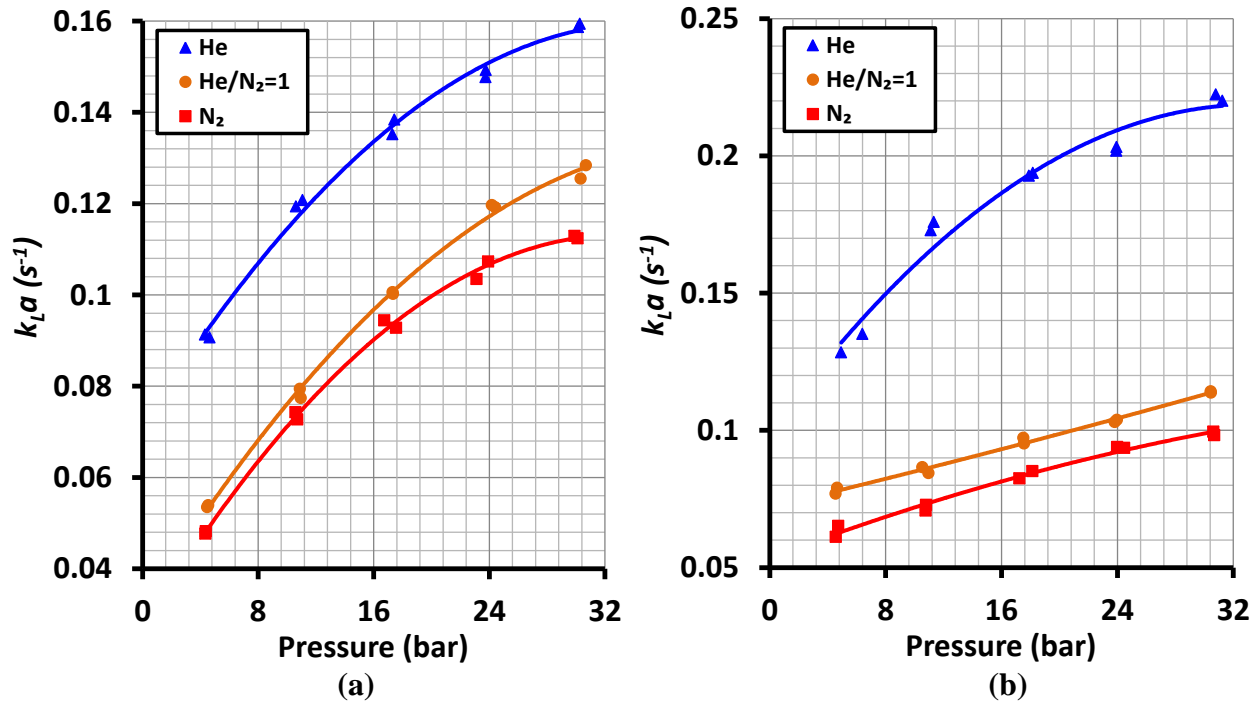 0.16
0.14
0.12
0.1
0.08
0.06
0.04
k_L a (s⁻¹)
He
He/N₂=1
N₂
0 8 16 24 32
Pressure (bar)
(a)
0.25
0.2
0.15
0.1
0.05
k_L a (s⁻¹)
He
He/N₂=1
N₂
0 8 16 24 32
Pressure (bar)
(b)